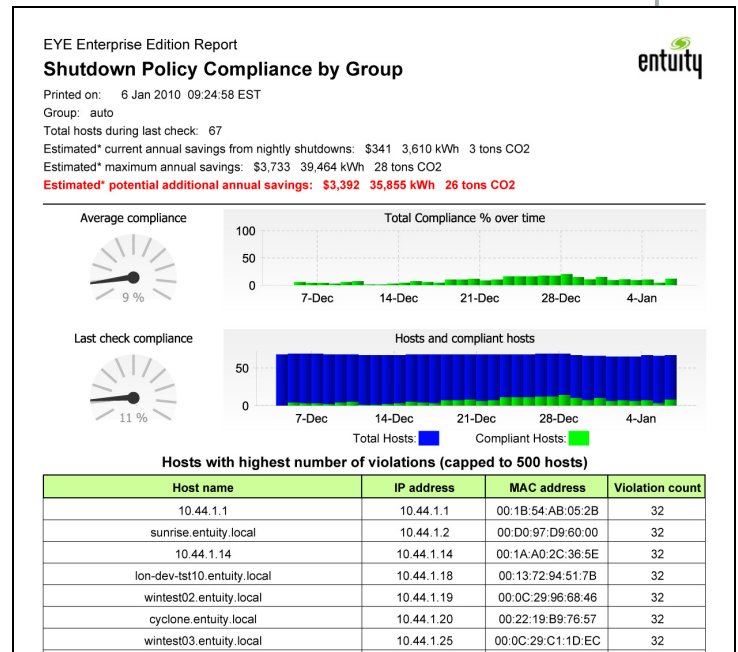 EYE Enterprise Edition Report
entuity
Shutdown Policy Compliance by Group
Printed on: 6 Jan 2010 09:24:58 EST
Group: auto
Total hosts during last check: 67
Estimated* current annual savings from nightly shutdowns: $341 3,610 kWh 3 tons CO2
Estimated* maximum annual savings: $3,733 39,464 kWh 28 tons CO2
Estimated* potential additional annual savings: $3,392 35,855 kWh 26 tons CO2
Average compliance
9 %
Total Compliance % over time
100
50
0
7-Dec 14-Dec 21-Dec 28-Dec 4-Jan
Last check compliance
11 %
Hosts and compliant hosts
50
0
7-Dec 14-Dec 21-Dec 28-Dec 4-Jan
Total Hosts: Compliant Hosts:
Hosts with highest number of violations (capped to 500 hosts)
Host name IP address MAC address Violation count
10.44.1.1 10.44.1.1 00:1B:54:AB:05:2B 32
sunrise.entuity.local 10.44.1.2 00:D0:97:D9:60:00 32
10.44.1.14 10.44.1.14 00:1A:A0:2C:36:5E 32
lon-dev-tst10.entuity.local 10.44.1.18 00:13:72:94:51:7B 32
wintest02.entuity.local 10.44.1.19 00:0C:29:96:68:46 32
cyclone.entuity.local 10.44.1.20 00:22:19:B9:76:57 32
wintest03.entuity.local 10.44.1.25 00:0C:29:C1:1D:EC 32